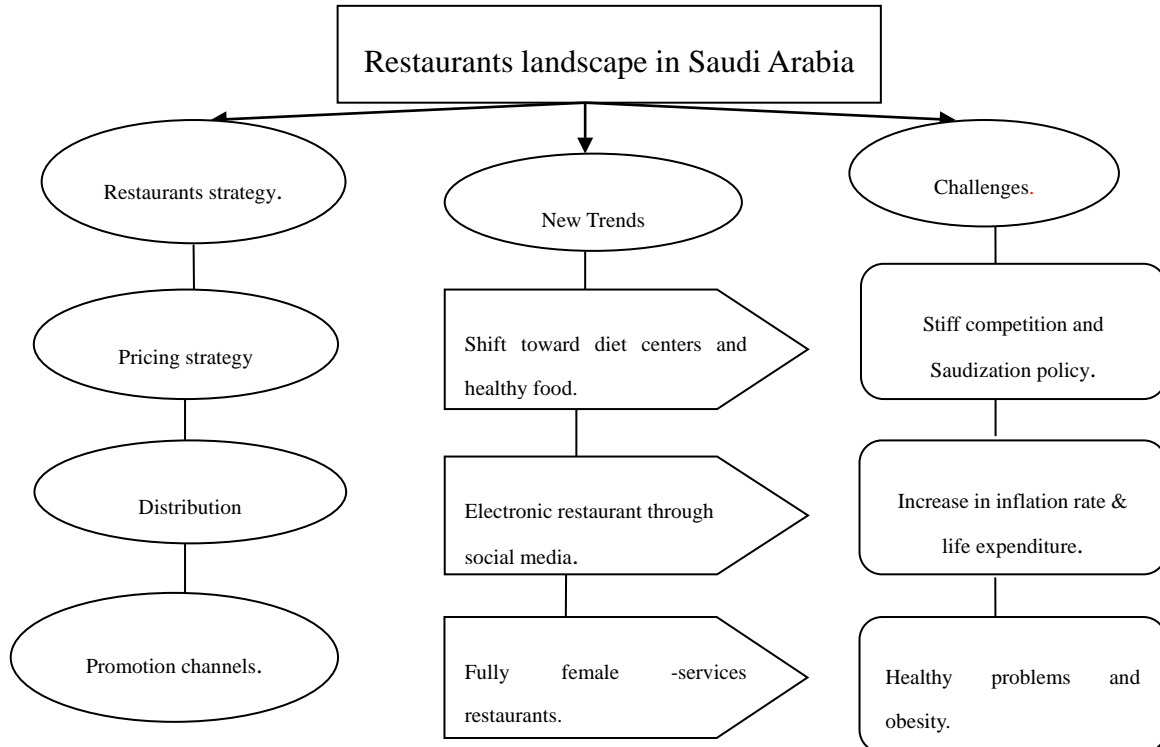 Restaurants landscape in Saudi Arabia
Restaurants strategy.
Pricing strategy
Distribution
Promotion channels.
New Trends
Shift toward diet centers and
healthy food.
Electronic restaurant through
social media.
Fully female -services
restaurants.
Challenges.
Stiff competition and
Saudization policy.
Increase in inflation rate &
life expenditure.
Healthy problems and
obesity.